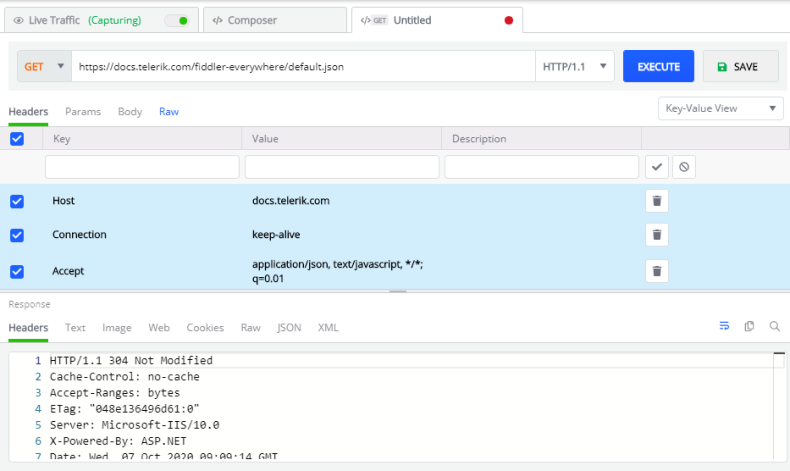 Live Traffic (Capturing) </> Composer </> GET Untitled
GET https://docs.telerik.com/fiddler-everywhere/default.json HTTP/1.1 EXECUTE SAVE
Headers Params Body Raw Key-Value View
Key Value Description
Host docs.telerik.com
Connection keep-alive
Accept application/json, text/javascript, */*;
q=0.01
Response
Headers Text Image Web Cookies Raw JSON XML
1 HTTP/1.1 304 Not Modified
2 Cache-Control: no-cache
3 Accept-Ranges: bytes
4 ETag: "048e136496d61:0"
5 Server: Microsoft-IIS/10.0
6 X-Powered-By: ASP.NET
7 Date: Wed, 07 Oct 2020 09:09:14 GMT